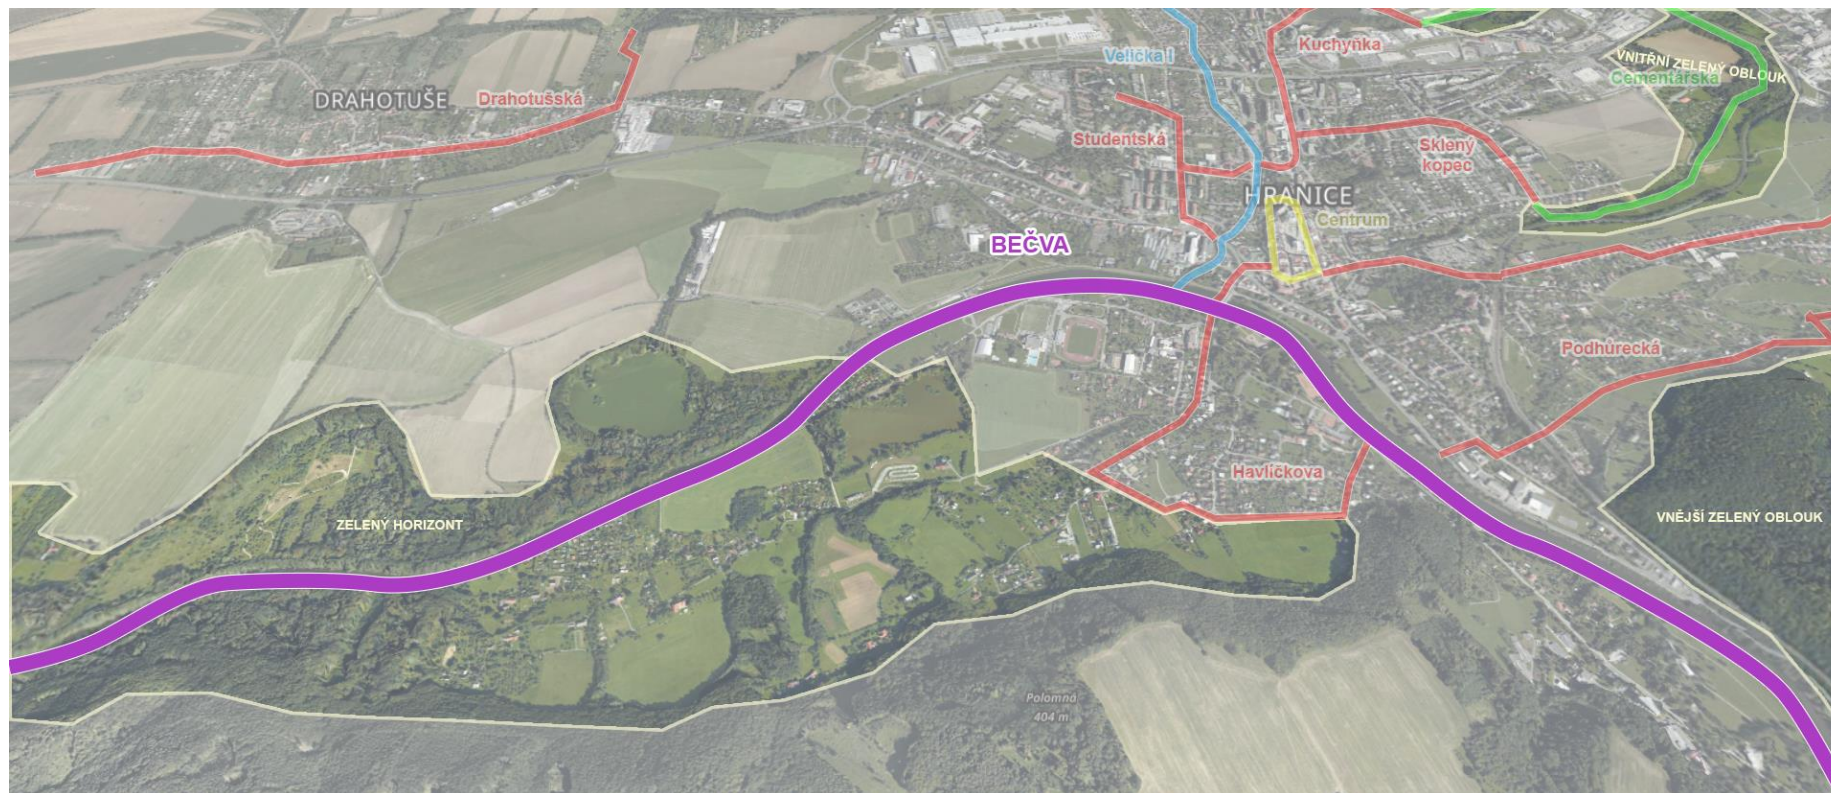 Kuchyňka
Velička I
VNITŘNÍ ZELENÝ OBLOUK
Cementářská
DRAHOTUŠE
Drahotušská
Studentská
Sklený
kopec
HRANICE
Centrum
BEČVA
Podhůrecká
Havlíčkova
ZELENÝ HORIZONT
VNĚJŠÍ ZELENÝ OBLOUK
Polomná
404 m